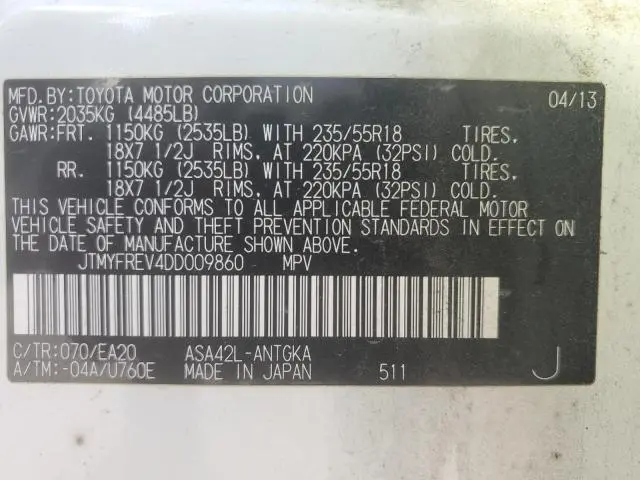 MFD.BY:TOYOTA MOTOR CORPORATION 04/13
GVWR:2035KG (4485LB)
GAWR:FRT. 1150KG (2535LB) WITH 235/55R18 TIRES,
18X7 1/2J RIMS, AT 220KPA (32PSI) COLD.
RR. 1150KG (2535LB) WITH 235/55R18 TIRES,
18X7 1/2J RIMS, AT 220KPA (32PSI) COLD.
THIS VEHICLE CONFORMS TO ALL APPLICABLE FEDERAL MOTOR
VEHICLE SAFETY AND THEFT PREVENTION STANDARDS IN EFFECT ON
THE DATE OF MANUFACTURE SHOWN ABOVE.
JTMYFREV4DD009860 MPV
C/TR:070/EA20 ASA42L-ANTGKA
A/TM:-04A/U760E MADE IN JAPAN 511 J